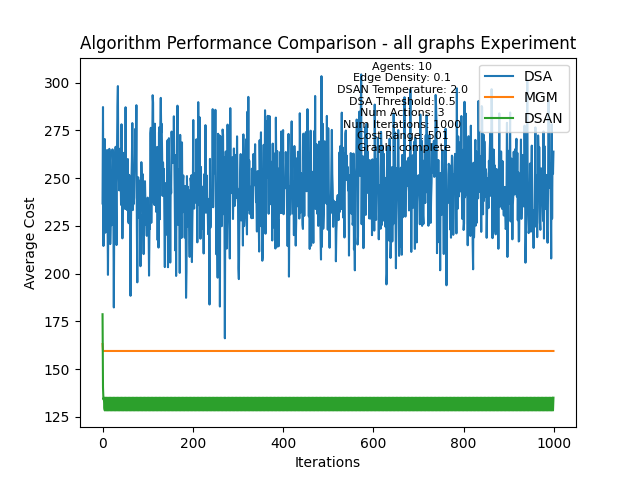 Algorithm Performance Comparison - all graphs Experiment
Agents: 10
Edge Density: 0.1
DSAN Temperature: 2.0
DSA Threshold: 0.5
Num Actions: 3
Num Iterations: 1000
Cost Range: 501
Graph: complete
DSA
MGM
DSAN
Average Cost
300
275
250
225
200
175
150
125
0
200
400
600
800
1000
Iterations